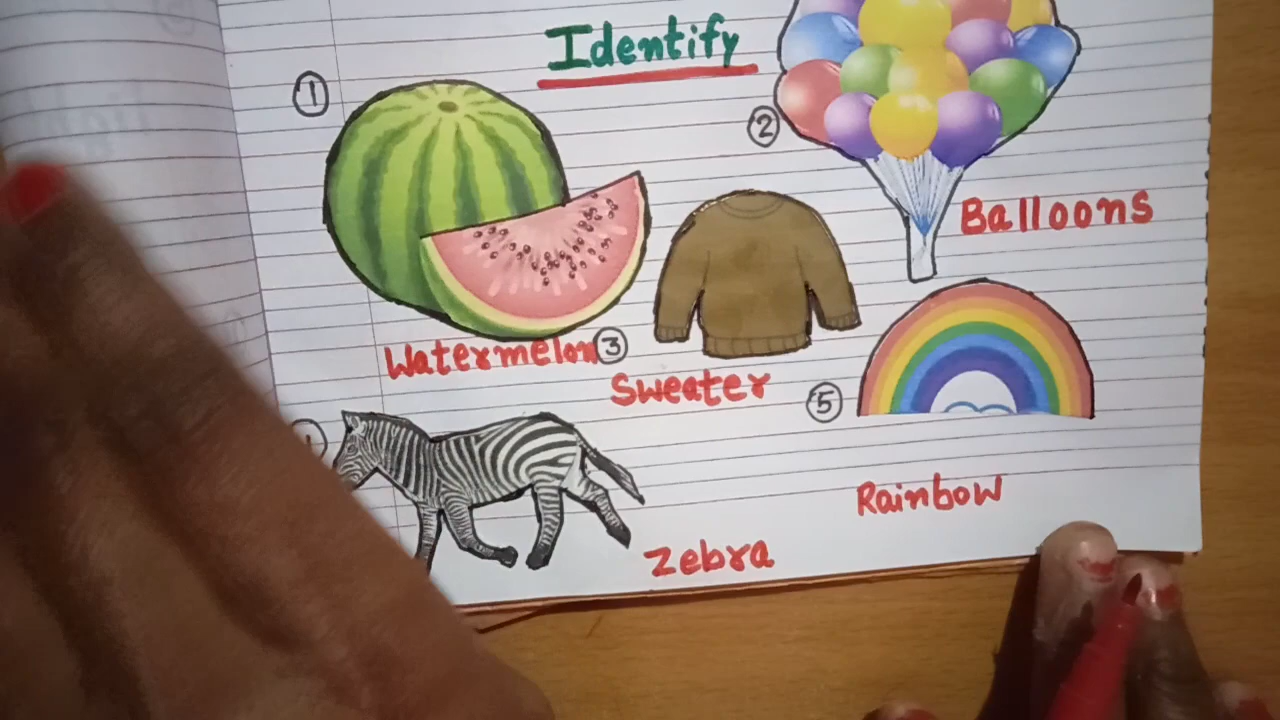 Identify
①
②
Balloons
Watermelon
③
Sweater
⑤
Rainbow
zebra